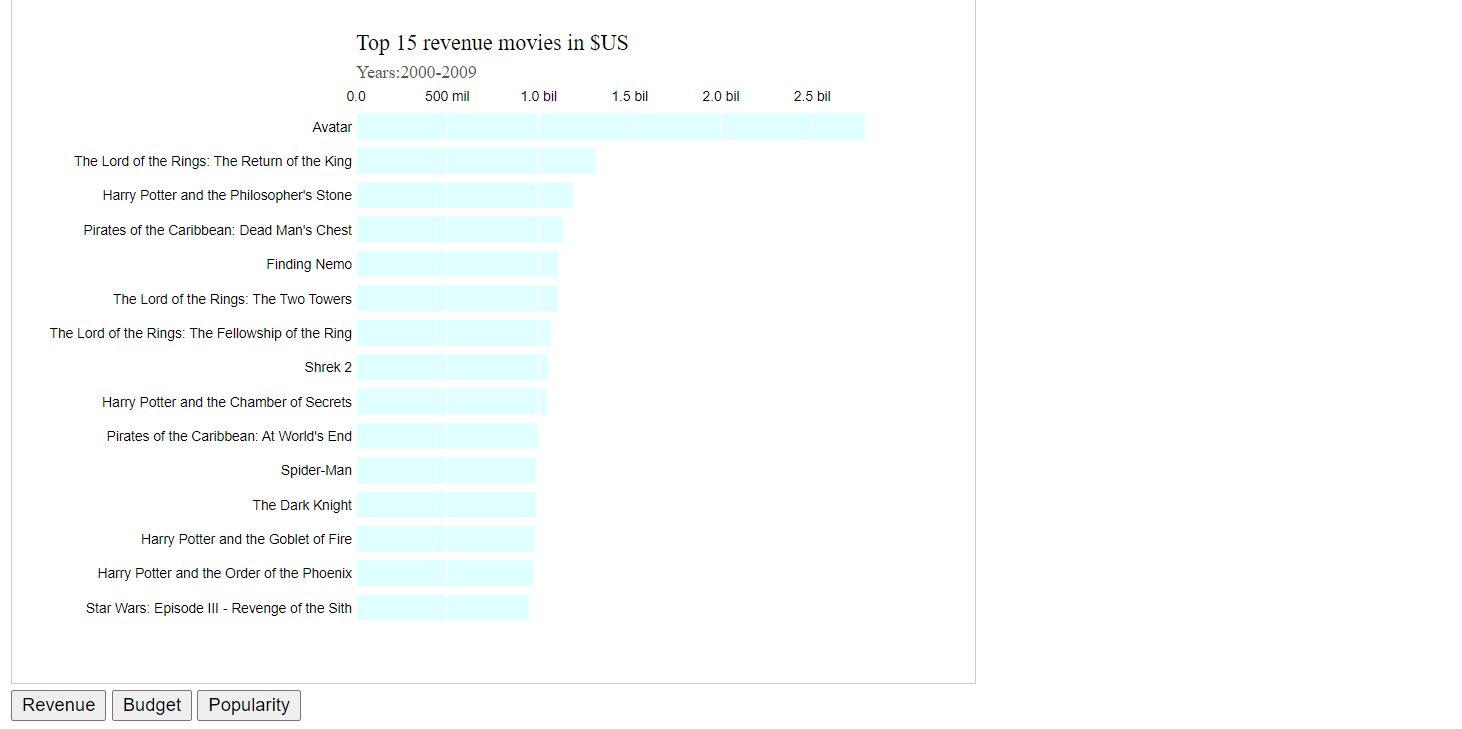 Top 15 revenue movies in $US
Years:2000-2009
0.0 500 mil 1.0 bil 1.5 bil 2.0 bil 2.5 bil
Avatar
The Lord of the Rings: The Return of the King
Harry Potter and the Philosopher's Stone
Pirates of the Caribbean: Dead Man's Chest
Finding Nemo
The Lord of the Rings: The Two Towers
The Lord of the Rings: The Fellowship of the Ring
Shrek 2
Harry Potter and the Chamber of Secrets
Pirates of the Caribbean: At World's End
Spider-Man
The Dark Knight
Harry Potter and the Goblet of Fire
Harry Potter and the Order of the Phoenix
Star Wars: Episode III - Revenge of the Sith
Revenue Budget Popularity